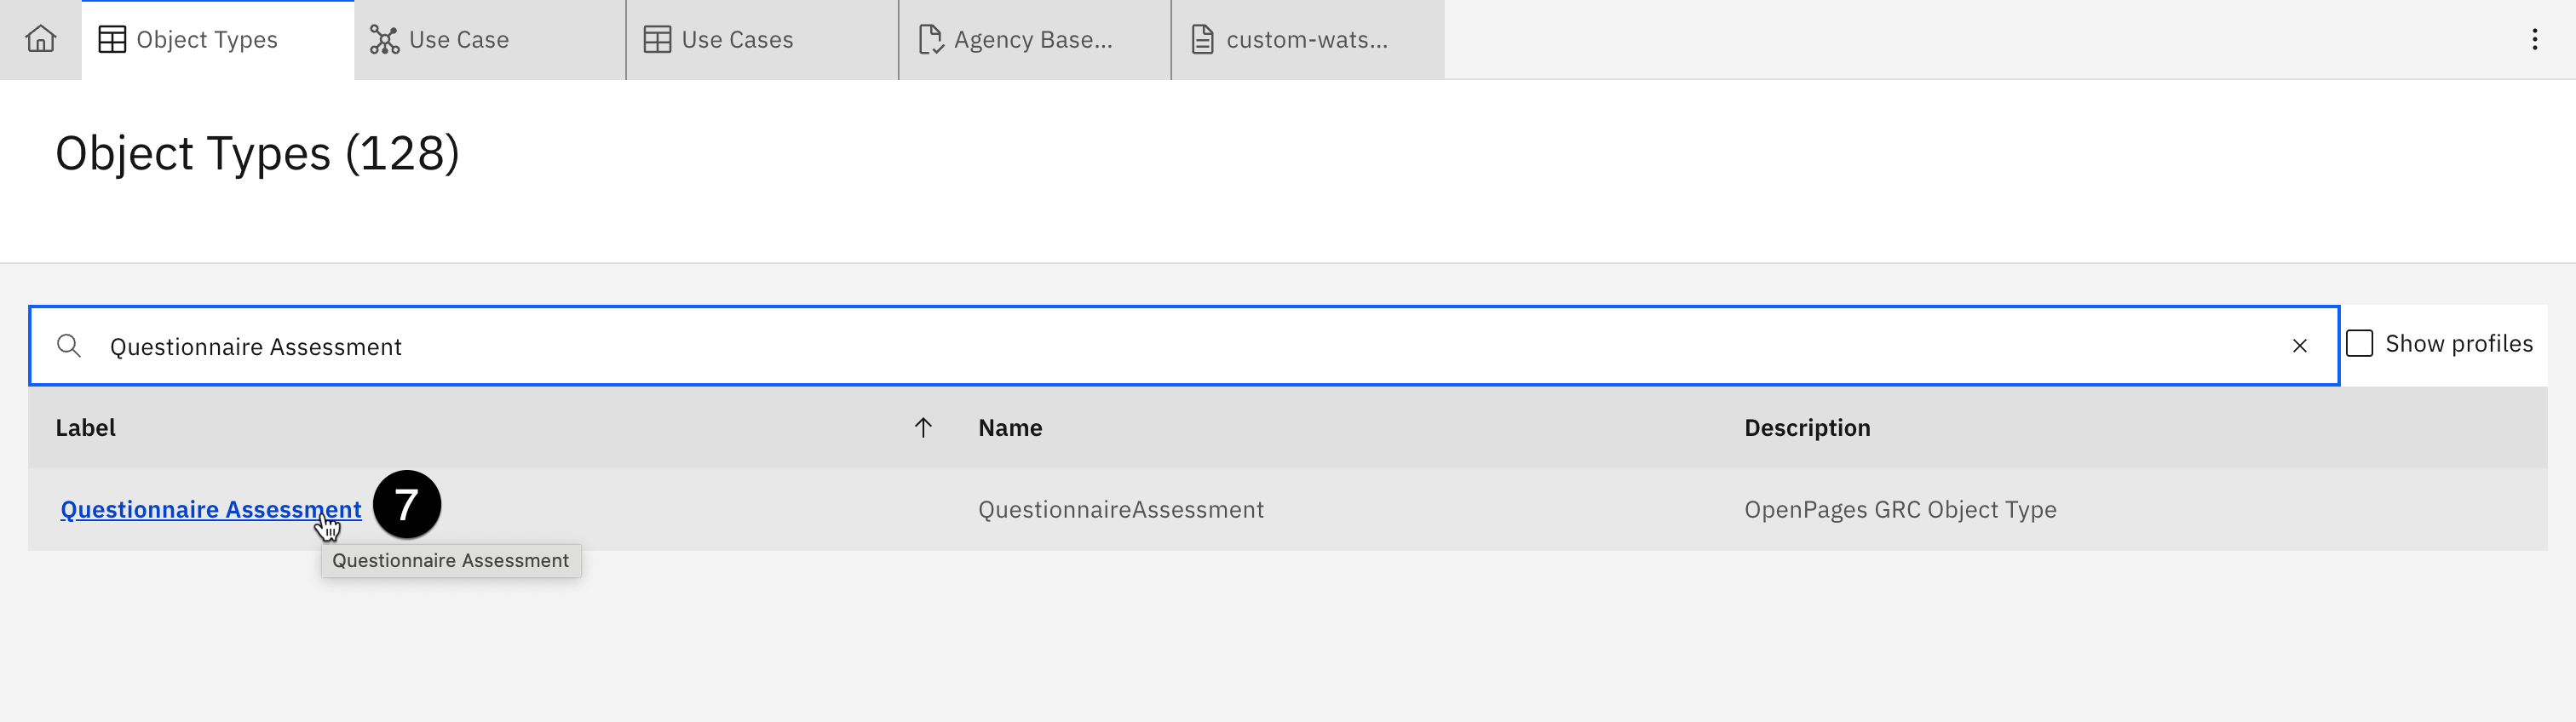 Object Types
Use Case
Use Cases
Agency Base...
custom-wats...
Object Types (128)
Questionnaire Assessment
Show profiles
Label
Name
Description
Questionnaire Assessment
7
QuestionnaireAssessment
OpenPages GRC Object Type
Questionnaire Assessment